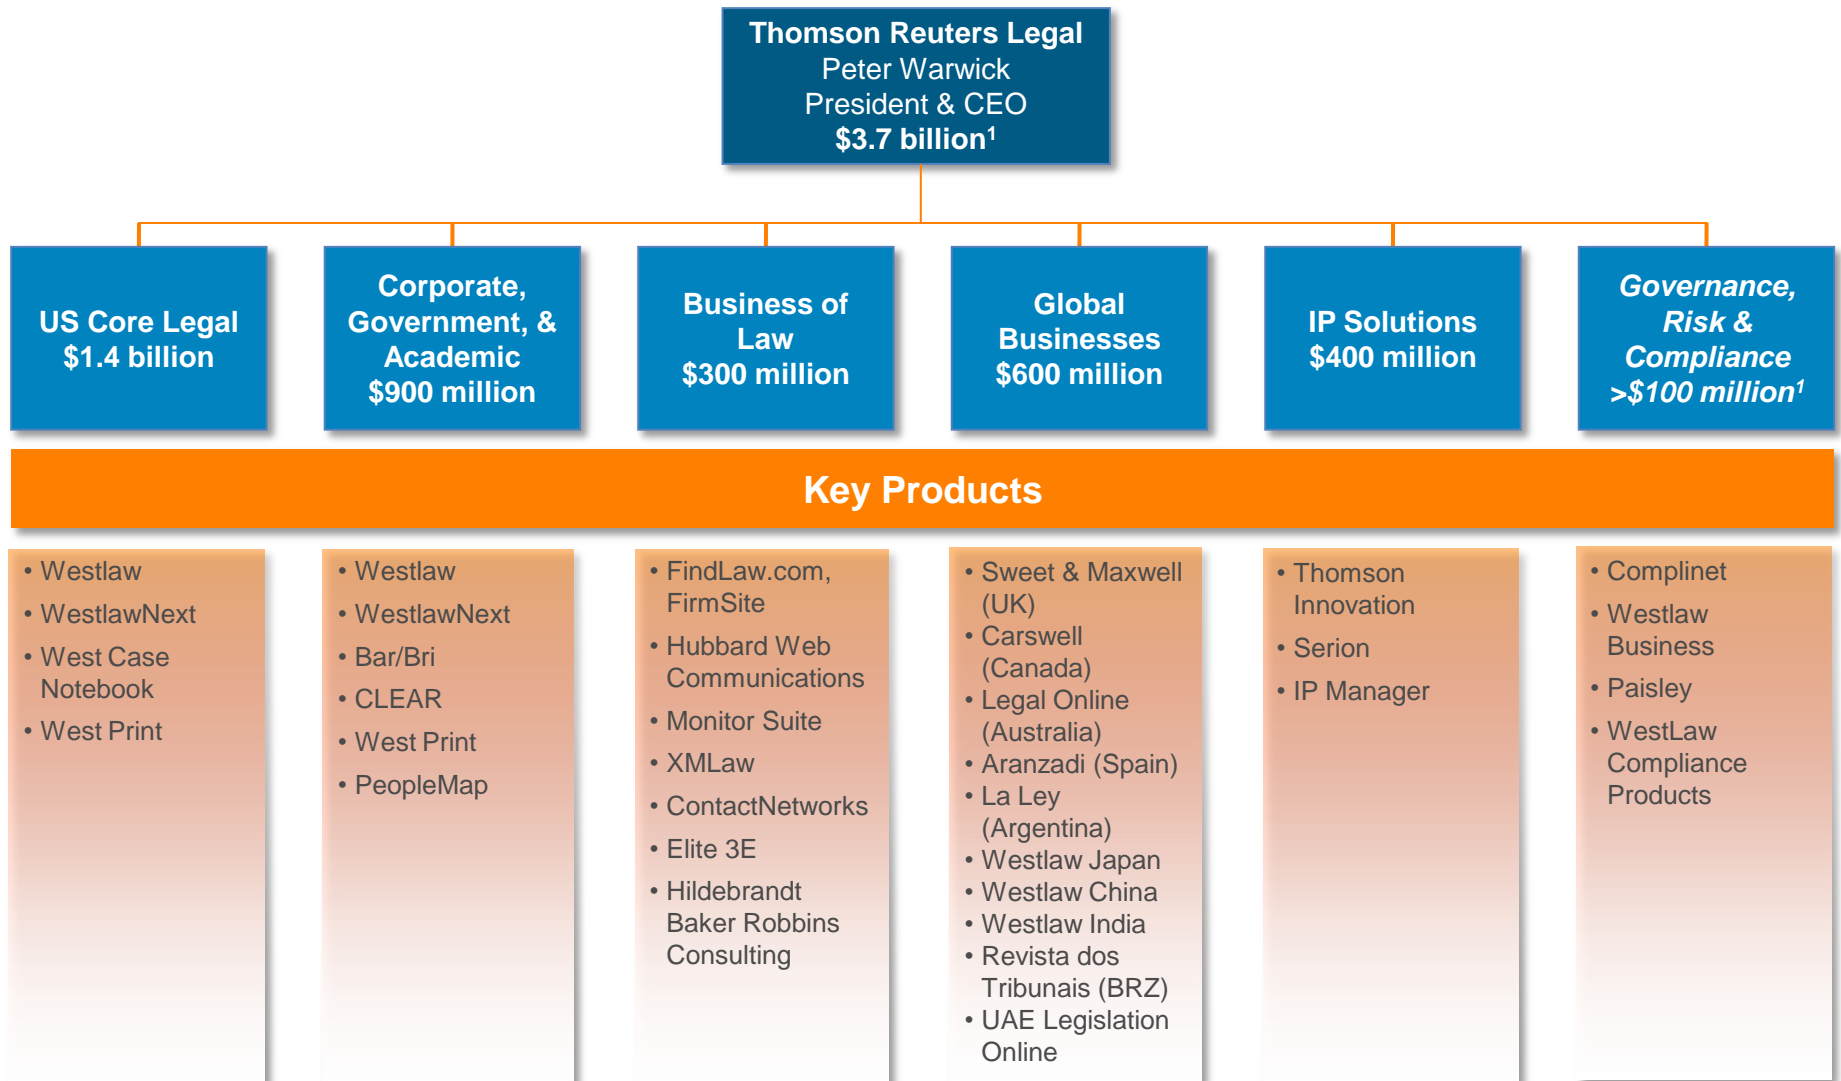 Thomson Reuters Legal
Peter Warwick
President & CEO
$3.7 billion¹
US Core Legal
$1.4 billion
Corporate,
Government, &
Academic
$900 million
Business of
Law
$300 million
Global
Businesses
$600 million
IP Solutions
$400 million
Governance,
Risk &
Compliance
>$100 million¹
Key Products
• Westlaw
• WestlawNext
• West Case
Notebook
• West Print
• Westlaw
• WestlawNext
• Bar/Bri
• CLEAR
• West Print
• PeopleMap
• FindLaw.com,
FirmSite
• Hubbard Web
Communications
• Monitor Suite
• XMLaw
• ContactNetworks
• Elite 3E
• Hildebrandt
Baker Robbins
Consulting
• Sweet & Maxwell
(UK)
• Carswell
(Canada)
• Legal Online
(Australia)
• Aranzadi (Spain)
• La Ley
(Argentina)
• Westlaw Japan
• Westlaw China
• Westlaw India
• Revista dos
Tribunais (BRZ)
• UAE Legislation
Online
• Thomson
Innovation
• Serion
• IP Manager
• Complinet
• Westlaw
Business
• Paisley
• WestLaw
Compliance
Products